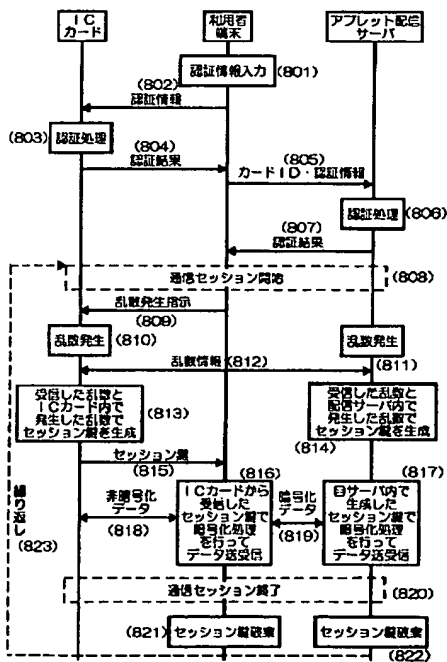 ICカード
利用者端末
アプレット配信サーバ
認証情報入力
(801)
(802)
認証情報
(803)
認証処理
(804)
認証結果
(805)
カードID・認証情報
認証処理
(806)
(807)
認証結果
通信セッション開始
(808)
乱数発生指示
(809)
乱数発生
(810)
乱数発生
(811)
乱数情報(812)
受信した乱数と
ICカード内で
発生した乱数で
セッション鍵を生成
(813)
受信した乱数と
配信サーバ内で
発生した乱数で
セッション鍵を生成
(814)
セッション鍵
(815)
(816)
ICカードから
受信した
セッション鍵で
暗号化処理
を行って
データ送受信
(817)
サーバ内で
生成した
セッション鍵で
暗号化処理
を行って
データ送受信
非暗号化
データ
(818)
暗号化
データ
(819)
繰り返し
(823)
通信セッション終了
(820)
(821)
セッション鍵破棄
セッション鍵破棄
(822)